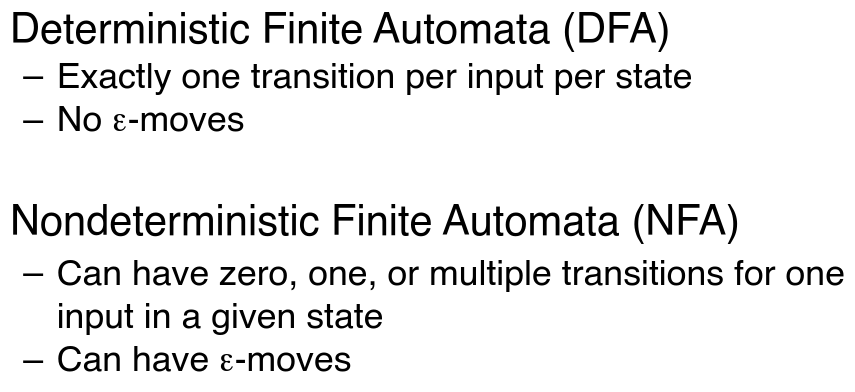 Deterministic Finite Automata (DFA)
– Exactly one transition per input per state
– No ε-moves
Nondeterministic Finite Automata (NFA)
– Can have zero, one, or multiple transitions for one
input in a given state
– Can have ε-moves